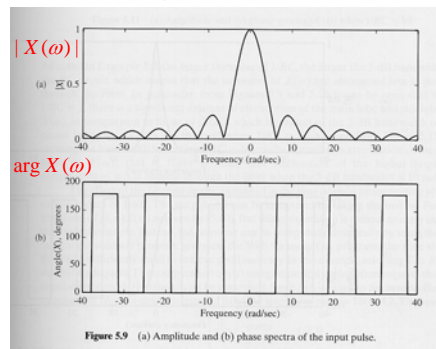 |X(ω)|
1
(a) |X| 0.5
0
-40 -30 -20 -10 0 10 20 30 40
Frequency (rad/sec)
arg X(ω)
200
150
(b) Angle(X), degrees 100
50
0
-40 -30 -20 -10 0 10 20 30 40
Frequency (rad/sec)
Figure 5.9 (a) Amplitude and (b) phase spectra of the input pulse.